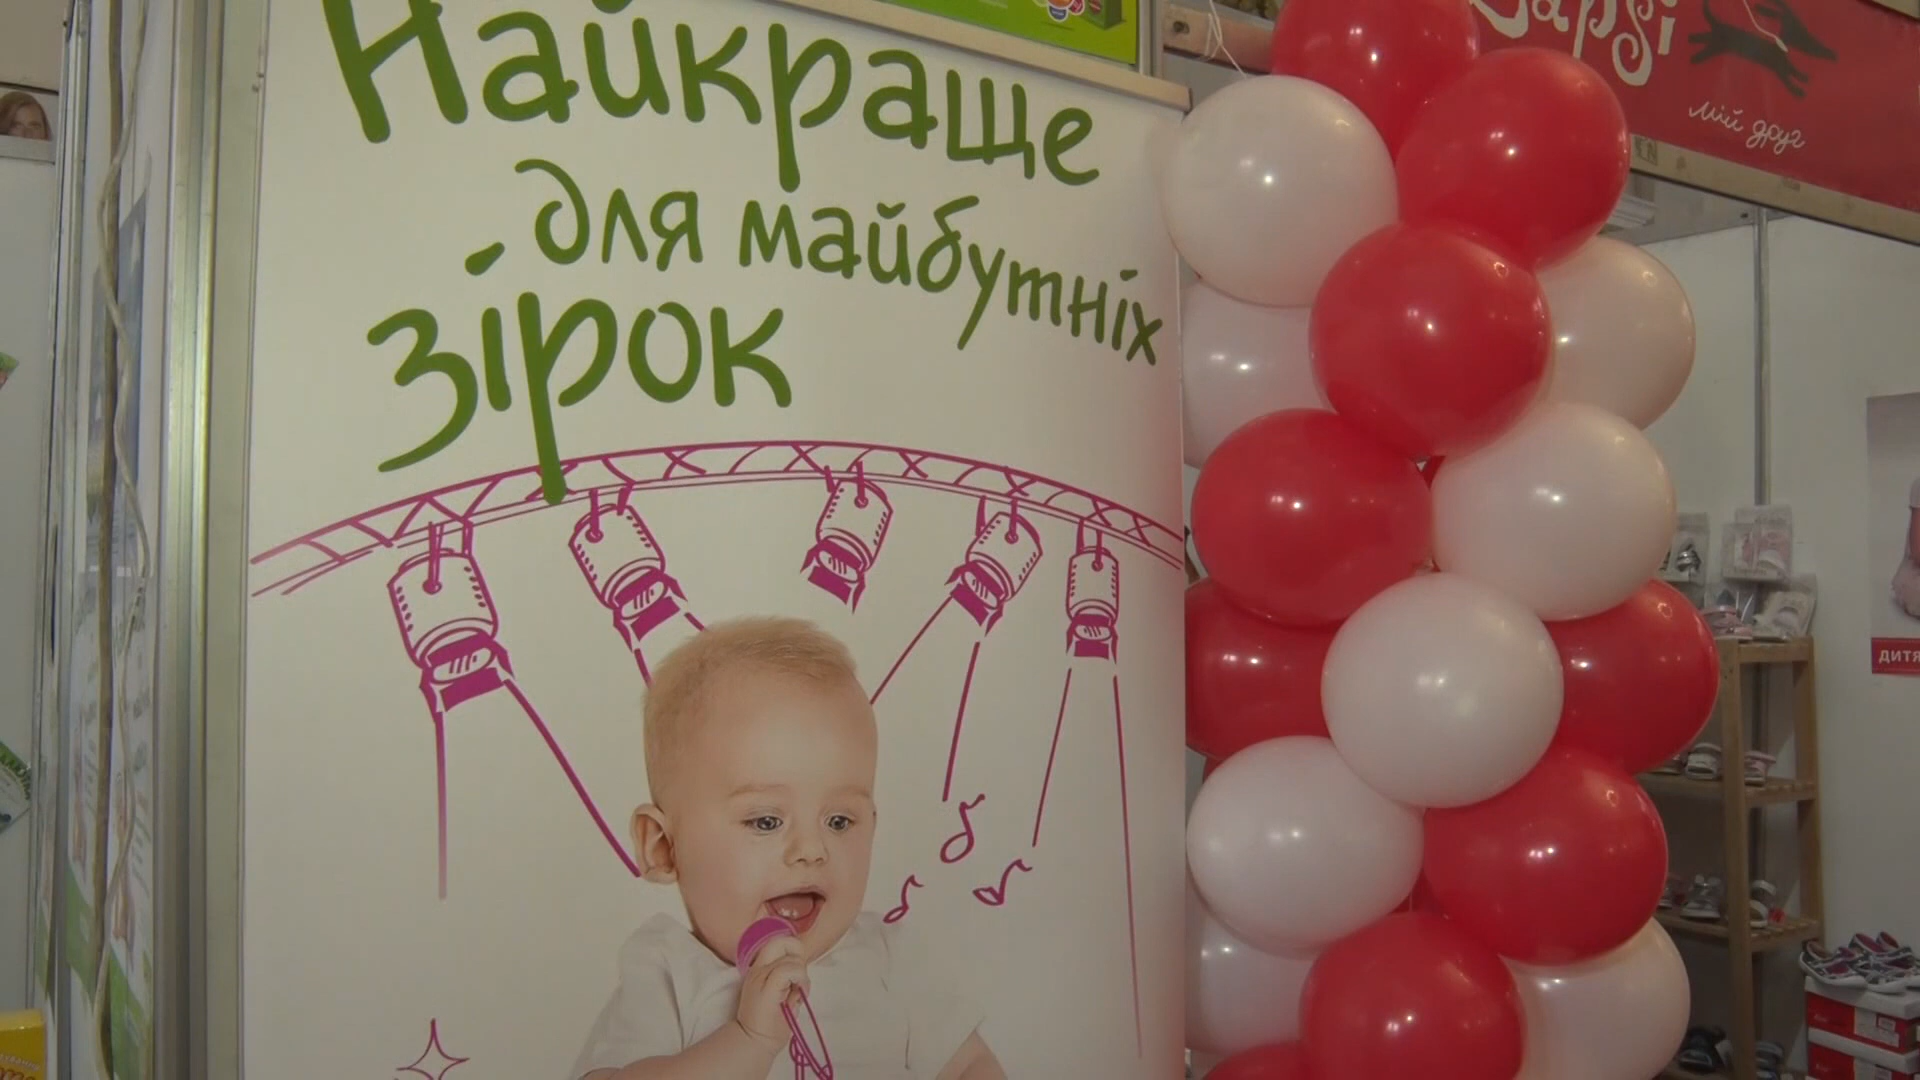 Найкраще
для майбутніх
зірок
мій друг
ДИТЯ